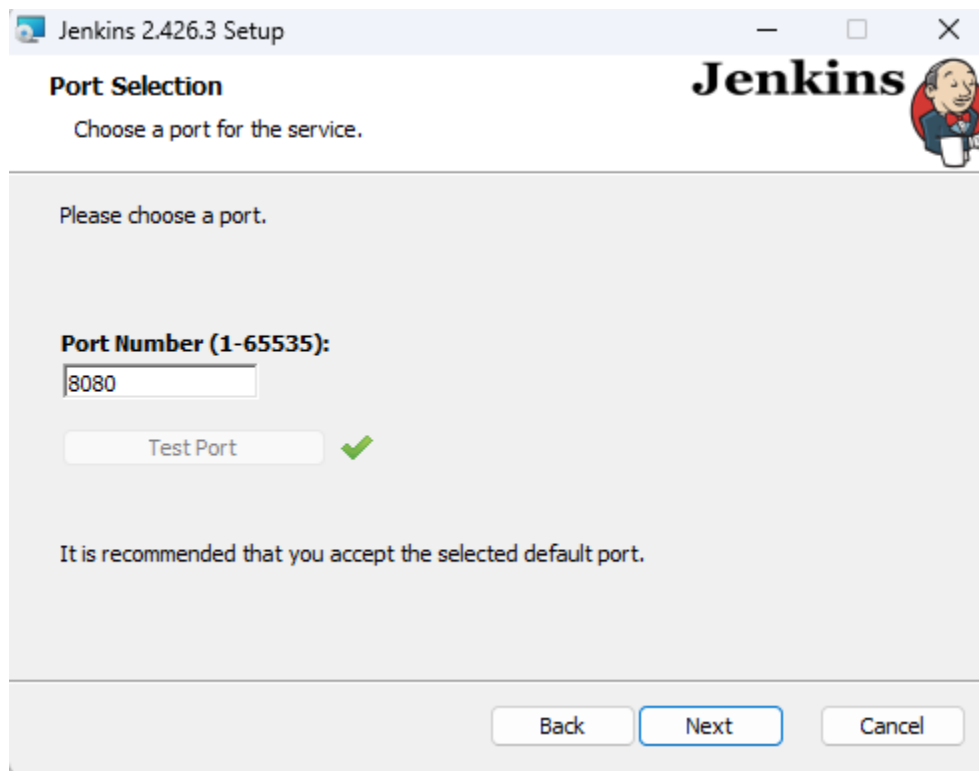 Jenkins 2.426.3 Setup
Port Selection
Jenkins
Choose a port for the service.
Please choose a port.
Port Number (1-65535):
8080
Test Port
It is recommended that you accept the selected default port.
Back
Next
Cancel